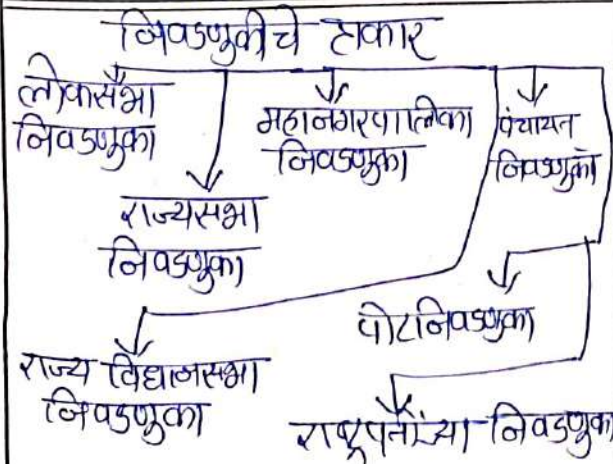 निवडणुकीचे प्रकार
लोकसभा
निवडणुका
महानगरपालिका
निवडणुका
पंचायत
निवडणुका
राज्यसभा
निवडणुका
पोटनिवडणुका
राज्य विधानसभा
निवडणुका
राष्ट्रपतींच्या निवडणुक